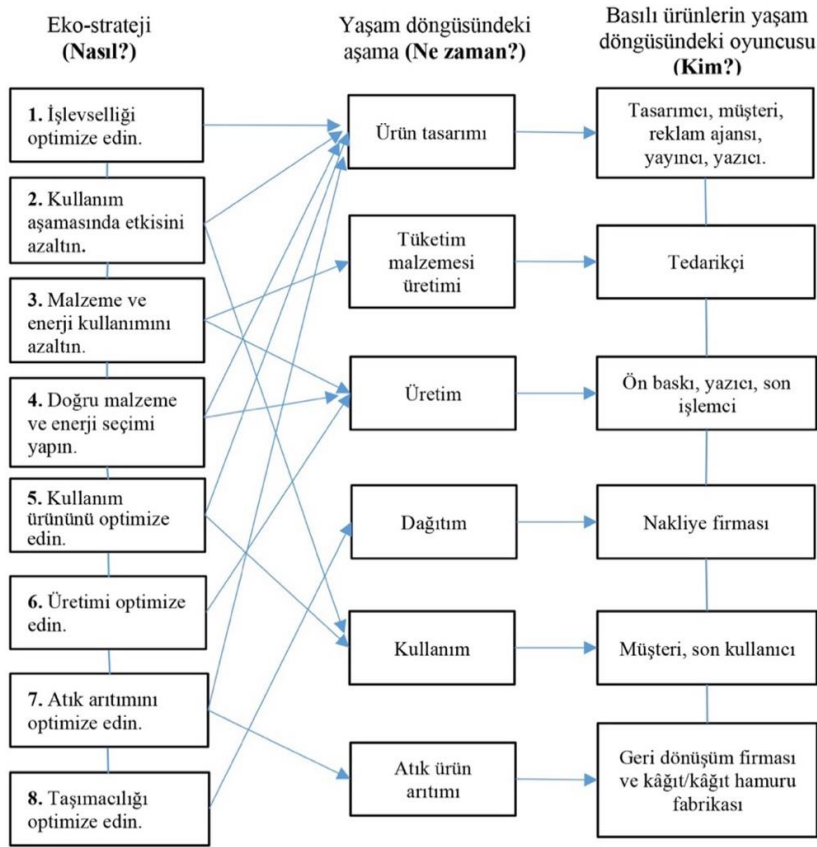 Eko-strateji
(Nasıl?)
Yaşam döngüsündeki
aşama (Ne zaman?)
Basılı ürünlerin yaşam
döngüsündeki oyuncusu
(Kim?)
1. İşlevselliği
optimize edin.
2. Kullanım
aşamasında etkisini
azaltın.
3. Malzeme ve
enerji kullanımını
azaltın.
4. Doğru malzeme
ve enerji seçimi
yapın.
5. Kullanım
ürününü optimize
edin.
6. Üretimi optimize
edin.
7. Atık arıtımını
optimize edin.
8. Taşımacılığı
optimize edin.
Ürün tasarımı
Tüketim
malzemesi
üretimi
Üretim
Dağıtım
Kullanım
Atık ürün
arıtımı
Tasarımcı, müşteri,
reklam ajansı,
yayıncı, yazıcı.
Tedarikçi
Ön baskı, yazıcı, son
işlemci
Nakliye firması
Müşteri, son kullanıcı
Geri dönüşüm firması
ve kâğıt/kâğıt hamuru
fabrikası